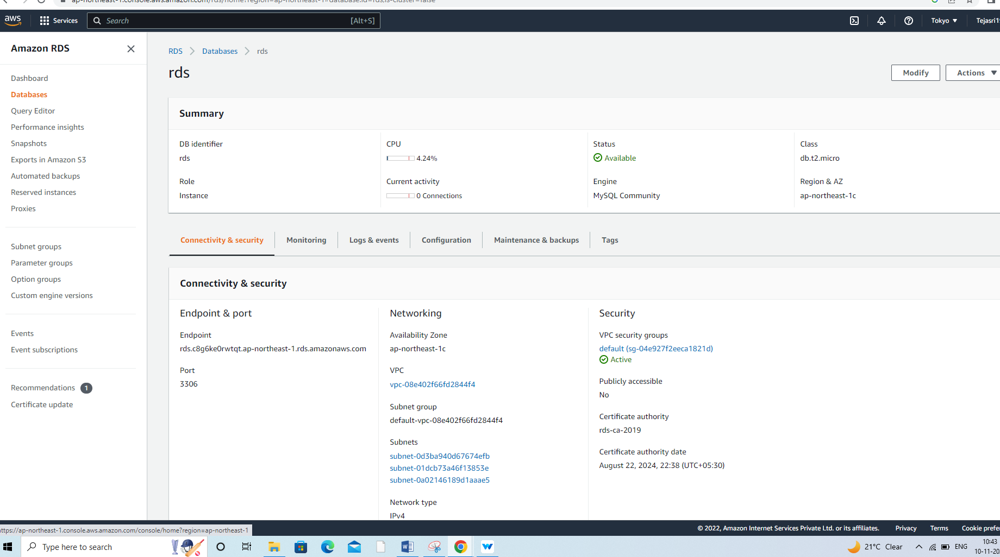 ap-northeast-1.console.aws.amazon.com/rds/home?region=ap-northeast-1#database:id=rds;is-cluster=false
aws
Services
Search [Alt+S]
Tokyo ▼
Tejasri1
Amazon RDS
RDS > Databases > rds
rds
Modify
Actions ▼
Dashboard
Databases
Query Editor
Performance insights
Snapshots
Exports in Amazon S3
Automated backups
Reserved instances
Proxies
Subnet groups
Parameter groups
Option groups
Custom engine versions
Events
Event subscriptions
Recommendations 1
Certificate update
Summary
DB identifier
rds
CPU
4.24%
Status
Available
Class
db.t2.micro
Role
Instance
Current activity
0 Connections
Engine
MySQL Community
Region & AZ
ap-northeast-1c
Connectivity & security
Monitoring
Logs & events
Configuration
Maintenance & backups
Tags
Connectivity & security
Endpoint & port
Endpoint
rds.c8g6ke0rwtqt.ap-northeast-1.rds.amazonaws.com
Port
3306
Networking
Availability Zone
ap-northeast-1c
VPC
vpc-08e402f66fd2844f4
Subnet group
default-vpc-08e402f66fd2844f4
Subnets
subnet-0d3ba940d67674efb
subnet-01dcb73a46f13853e
subnet-0a02146189d1aaae5
Network type
IPv4
Security
VPC security groups
default (sg-04e927f2eeca1821d)
Active
Publicly accessible
No
Certificate authority
rds-ca-2019
Certificate authority date
August 22, 2024, 22:38 (UTC+05:30)
ttps://ap-northeast-1.console.aws.amazon.com/console/home?region=ap-northeast-1
© 2022, Amazon Internet Services Private Ltd. or its affiliates.
Privacy
Terms
Cookie prefer
Type here to search
21°C Clear
ENG
10:43
10-11-20